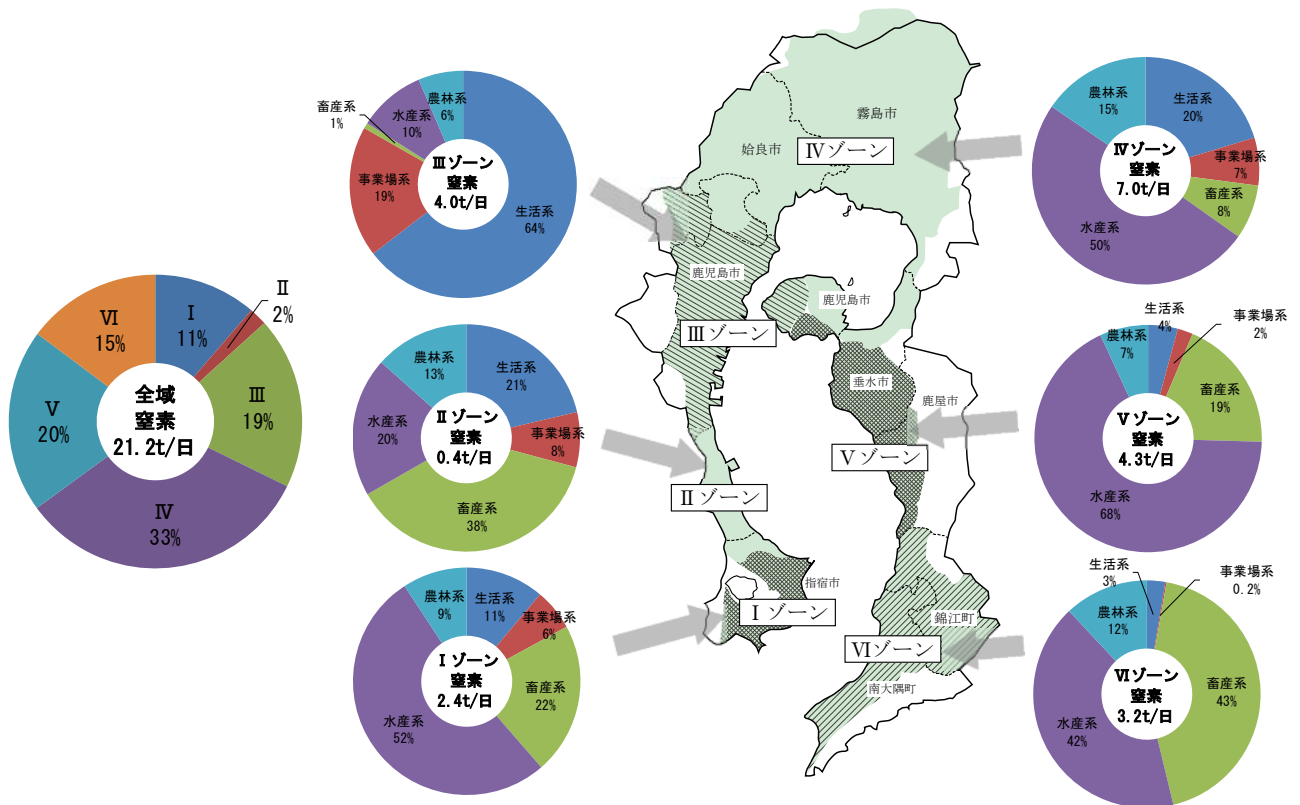 全域
窒素
21.2t/日
Ⅰ
11%
Ⅱ
2%
Ⅲ
19%
Ⅳ
33%
Ⅴ
20%
Ⅵ
15%
Ⅲゾーン
窒素
4.0t/日
生活系
64%
事業場系
19%
畜産系
1%
水産系
10%
農林系
6%
Ⅱゾーン
窒素
0.4t/日
生活系
21%
事業場系
8%
畜産系
38%
水産系
20%
農林系
13%
Ⅰゾーン
窒素
2.4t/日
生活系
11%
事業場系
6%
畜産系
22%
水産系
52%
農林系
9%
霧島市
姶良市
Ⅳゾーン
鹿児島市
鹿児島市
Ⅲゾーン
垂水市
鹿屋市
Ⅴゾーン
Ⅱゾーン
指宿市
Ⅰゾーン
錦江町
Ⅵゾーン
南大隅町
Ⅳゾーン
窒素
7.0t/日
生活系
20%
事業場系
7%
畜産系
8%
水産系
50%
農林系
15%
Ⅴゾーン
窒素
4.3t/日
生活系
4%
事業場系
2%
畜産系
19%
水産系
68%
農林系
7%
Ⅵゾーン
窒素
3.2t/日
生活系
3%
事業場系
0.2%
畜産系
43%
水産系
42%
農林系
12%